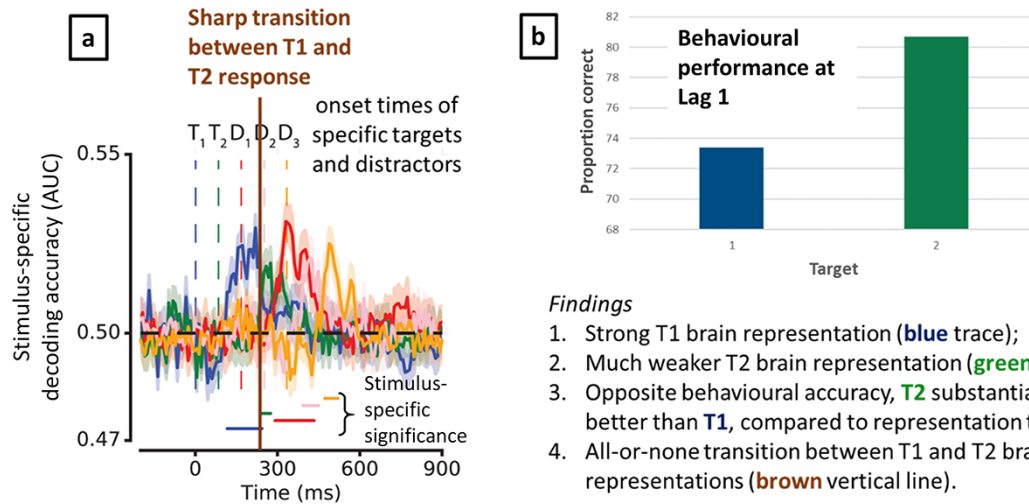 a
Sharp transition
between T1 and
T2 response
onset times of
specific targets
and distractors
T1 T2 D1 D2 D3
Stimulus-specific
decoding accuracy (AUC)
0.55
0.50
0.47
Stimulus-
specific
significance
0 300 600 900
Time (ms)
b
Behavioural
performance at
Lag 1
Proportion correct
82
80
78
76
74
72
70
68
1 2
Target
Findings
1. Strong T1 brain representation (blue trace);
2. Much weaker T2 brain representation (green
3. Opposite behavioural accuracy, T2 substantia
better than T1, compared to representation t
4. All-or-none transition between T1 and T2 bra
representations (brown vertical line).